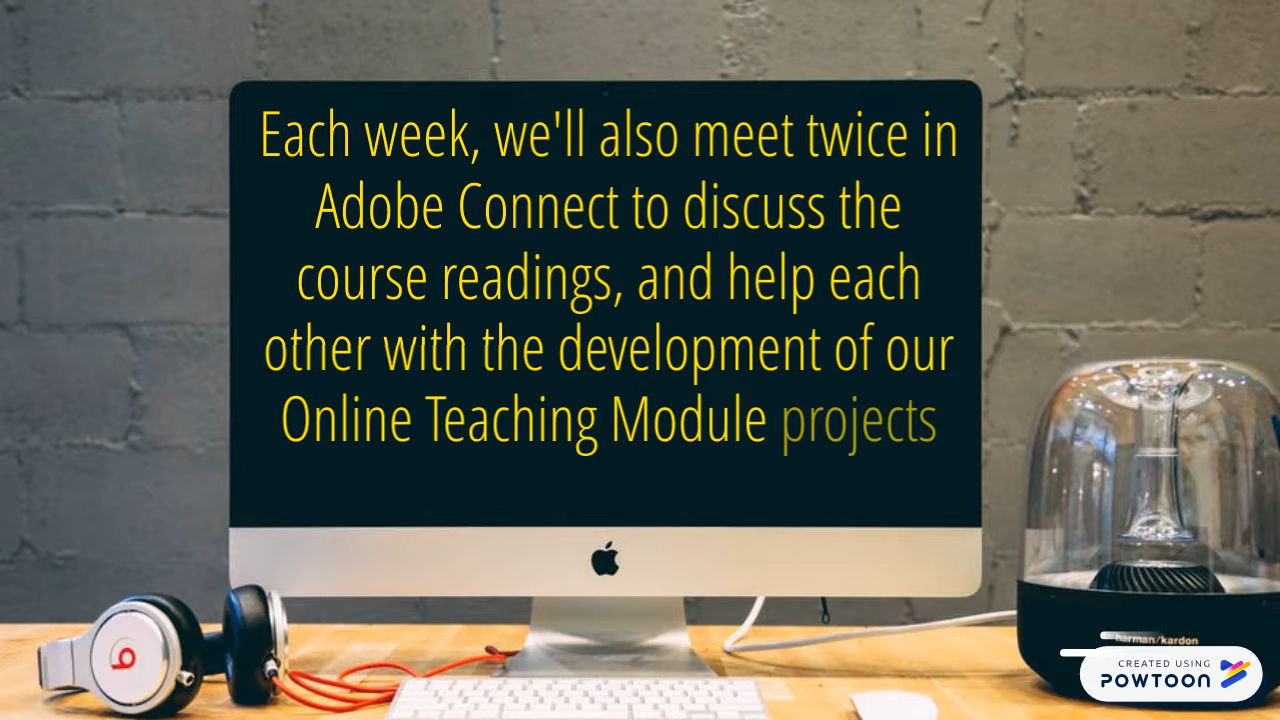 Each week, we'll also meet twice in
Adobe Connect to discuss the
course readings, and help each
other with the development of our
Online Teaching Module projects
harman/kardon
CREATED USING
POWTOON